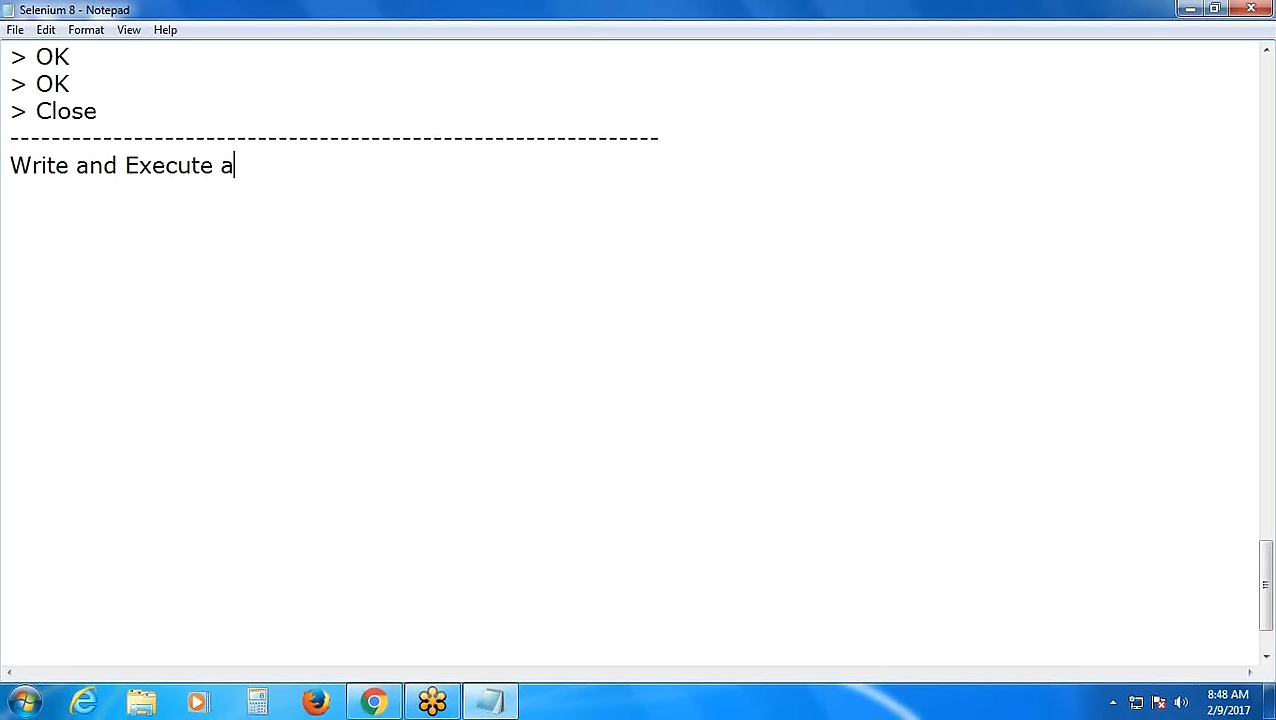 Selenium 8 - Notepad
File Edit Format View Help
> OK
> OK
> Close
---------------------------------------------------------------
Write and Execute a
8:48 AM
2/9/2017